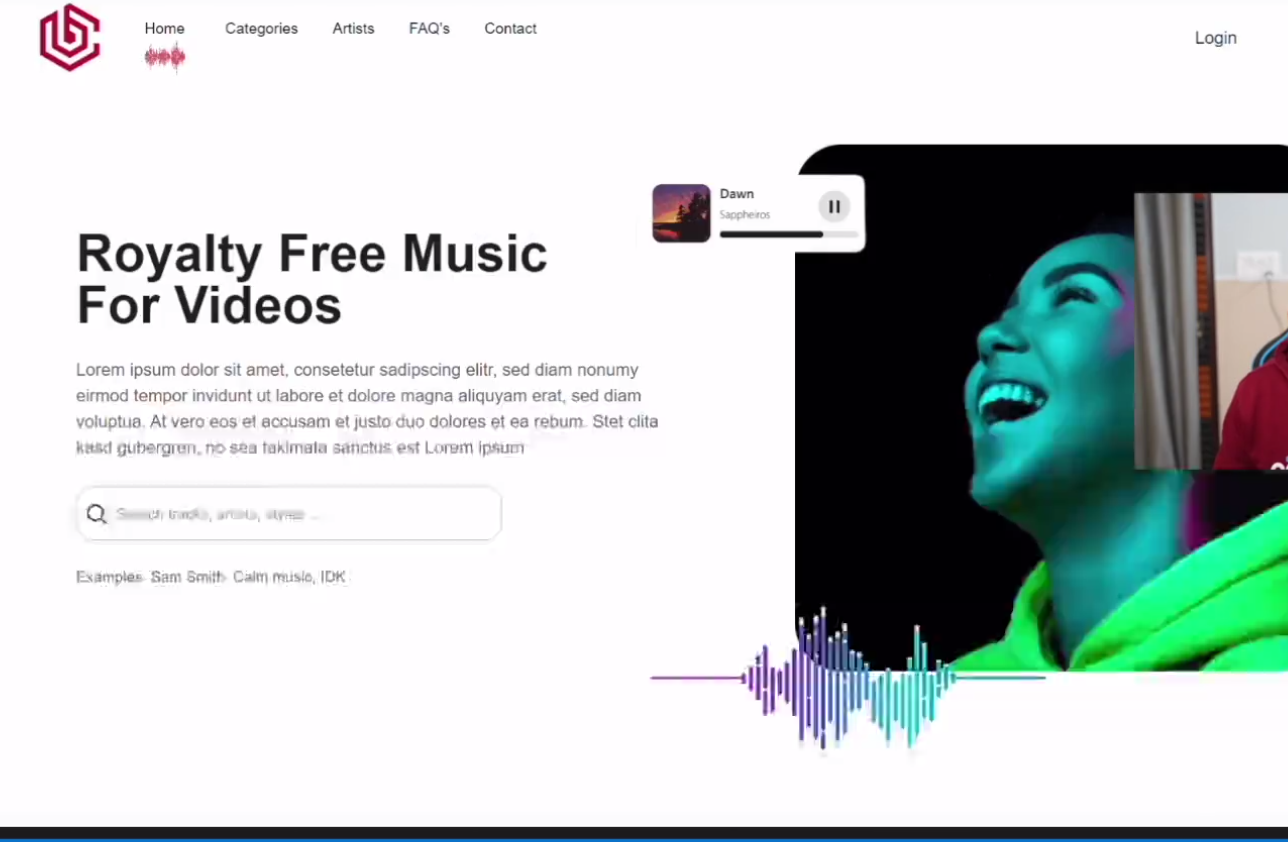 Home
Categories
Artists
FAQ's
Contact
Login
Dawn
Sappheiros
Royalty Free Music
For Videos
Lorem ipsum dolor sit amet, consetetur sadipscing elitr, sed diam nonumy
eirmod tempor invidunt ut labore et dolore magna aliquyam erat, sed diam
voluptua. At vero eos et accusam et justo duo dolores et ea rebum. Stet clita
kasd gubergren, no sea takimata sanctus est Lorem ipsum
Search tracks, artists, styles ...
Examples: Sam Smith, Calm music, IDK